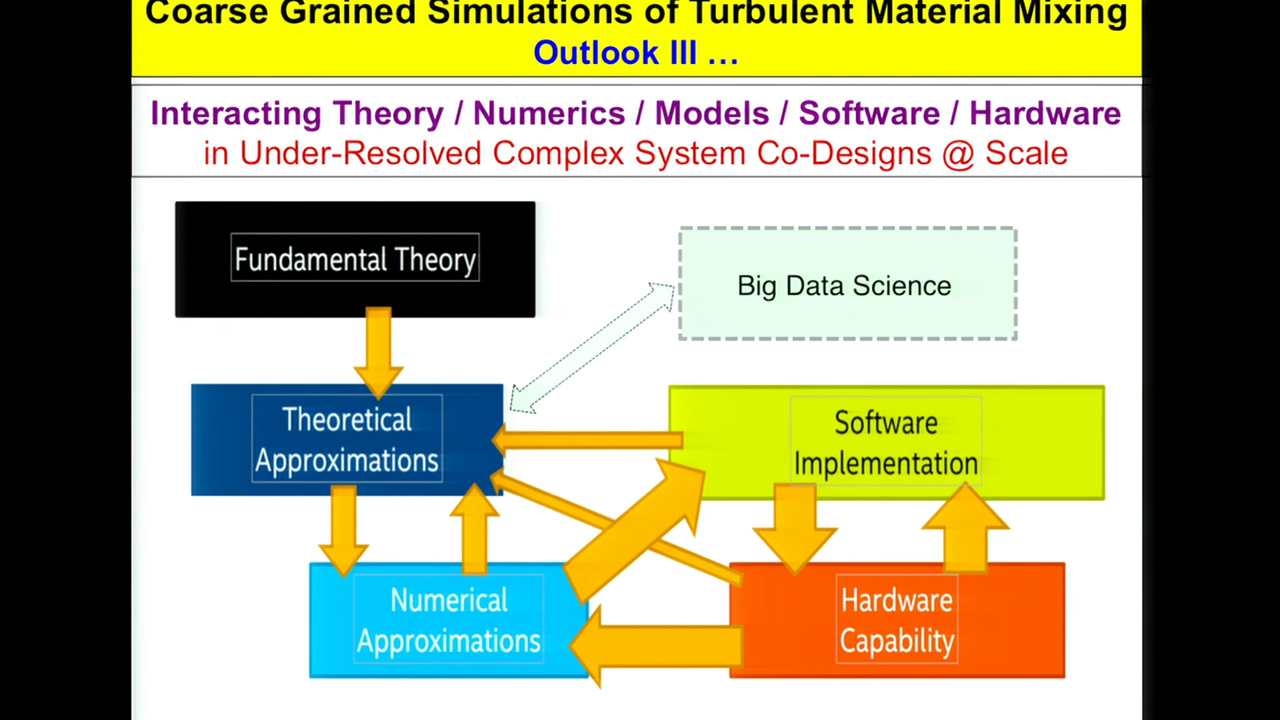 Coarse Grained Simulations of Turbulent Material Mixing
Outlook III ...
Interacting Theory / Numerics / Models / Software / Hardware
in Under-Resolved Complex System Co-Designs @ Scale
Fundamental Theory
Big Data Science
Theoretical
Approximations
Software
Implementation
Numerical
Approximations
Hardware
Capability